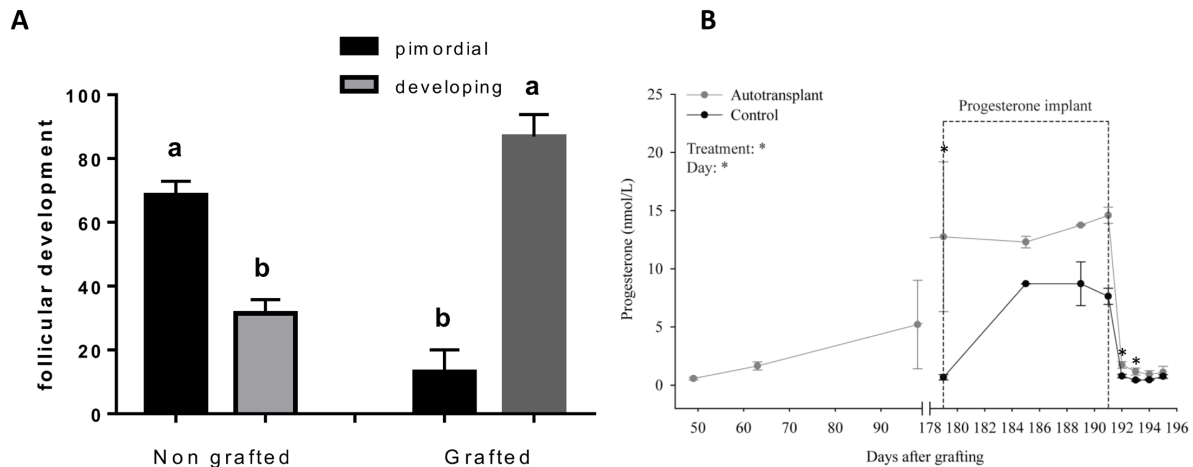 A
pimordial
developing
follicular development
100
80
60
40
20
0
a
b
b
a
Non grafted
Grafted
B
Autotransplant
Control
Treatment: *
Day: *
Progesterone implant
Progesterone (nmol/L)
25
20
15
10
5
0
*
*
*
50 60 70 80 90 178 180 182 184 186 188 190 192 194 196
Days after grafting